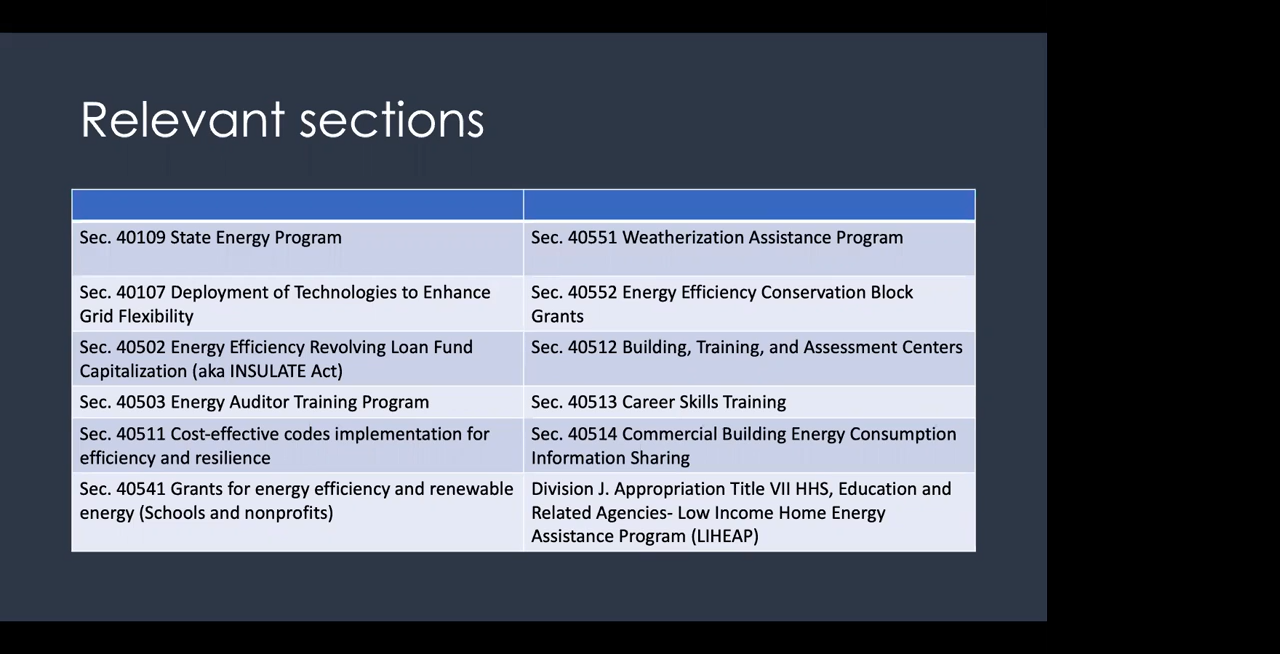 Relevant sections
Sec. 40109 State Energy Program
Sec. 40551 Weatherization Assistance Program
Sec. 40107 Deployment of Technologies to Enhance
Grid Flexibility
Sec. 40552 Energy Efficiency Conservation Block
Grants
Sec. 40502 Energy Efficiency Revolving Loan Fund
Capitalization (aka INSULATE Act)
Sec. 40512 Building, Training, and Assessment Centers
Sec. 40503 Energy Auditor Training Program
Sec. 40513 Career Skills Training
Sec. 40511 Cost-effective codes implementation for
efficiency and resilience
Sec. 40514 Commercial Building Energy Consumption
Information Sharing
Sec. 40541 Grants for energy efficiency and renewable
energy (Schools and nonprofits)
Division J. Appropriation Title VII HHS, Education and
Related Agencies- Low Income Home Energy
Assistance Program (LIHEAP)